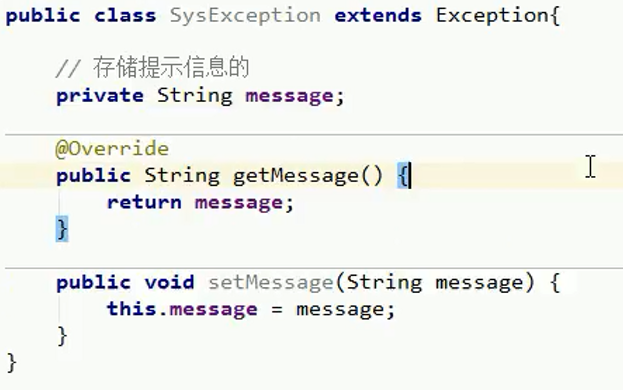 public class SysException extends Exception{
// 存储提示信息的
private String message;
@Override
public String getMessage() {
return message;
}
public void setMessage(String message) {
this.message = message;
}
}